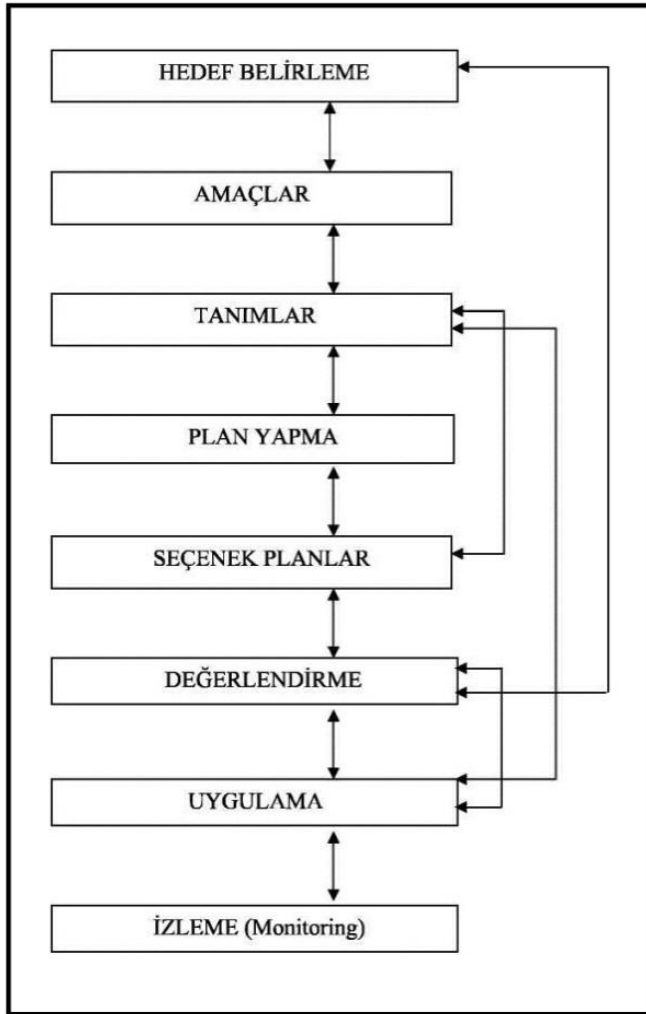 HEDEF BELİRLEME
AMAÇLAR
TANIMLAR
PLAN YAPMA
SEÇENEK PLANLAR
DEĞERLENDİRME
UYGULAMA
İZLEME (Monitoring)